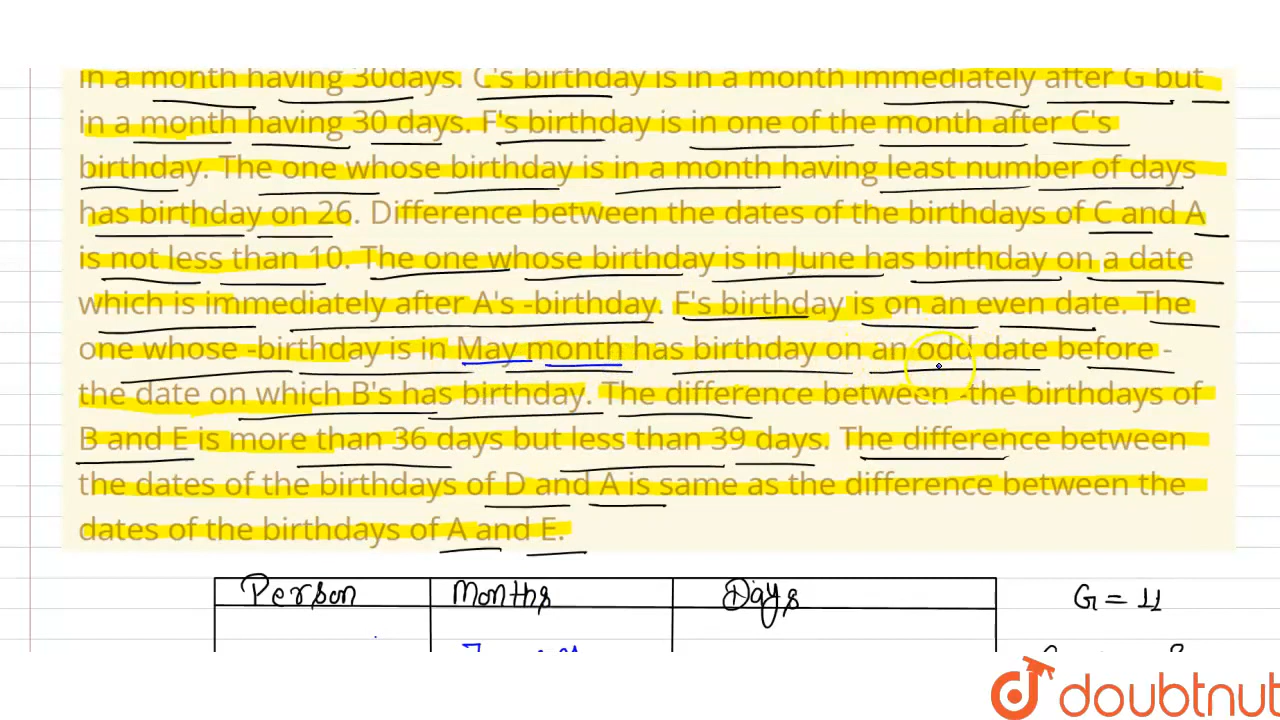 in a month having 30days. C's birthday is in a month immediately after G but
in a month having 30 days. F's birthday is in one of the month after C's
birthday. The one whose birthday is in a month having least number of days
has birthday on 26. Difference between the dates of the birthdays of C and A
is not less than 10. The one whose birthday is in June has birthday on a date
which is immediately after A's -birthday. F's birthday is on an even date. The
one whose -birthday is in May month has birthday on an odd date before -
the date on which B's has birthday. The difference between -the birthdays of
B and E is more than 36 days but less than 39 days. The difference between
the dates of the birthdays of D and A is same as the difference between the
dates of the birthdays of A and E.
Person Months Days G = 11
doubtnut